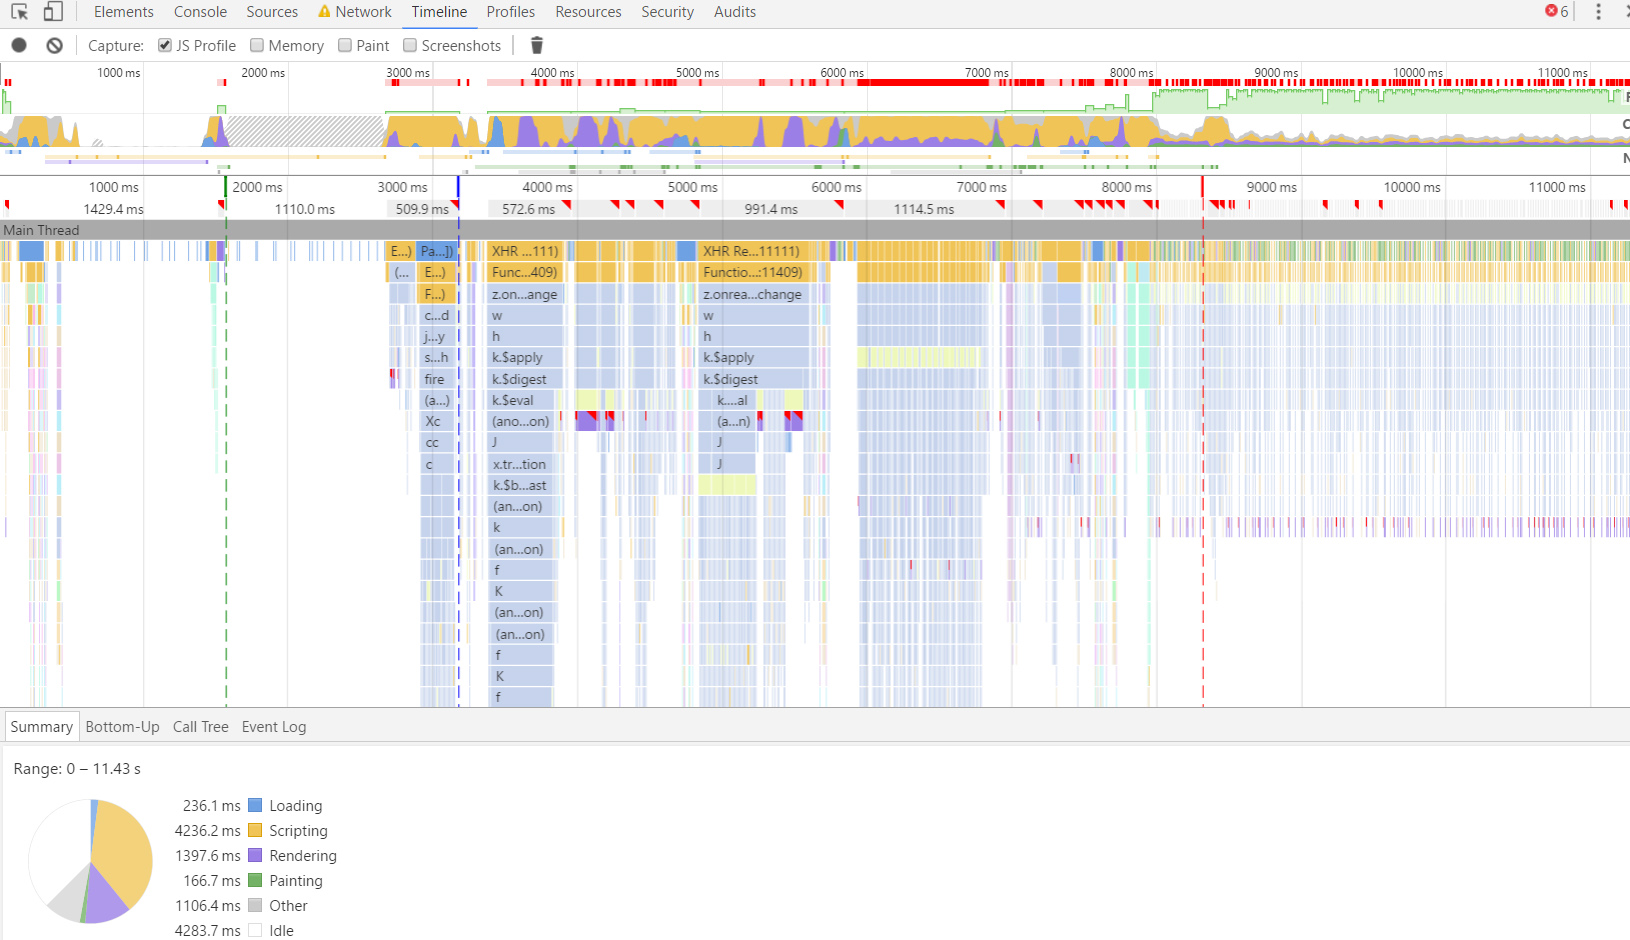 Elements Console Sources Network Timeline Profiles Resources Security Audits 6
Capture: JS Profile Memory Paint Screenshots
1000 ms 2000 ms 3000 ms 4000 ms 5000 ms 6000 ms 7000 ms 8000 ms 9000 ms 10000 ms 11000 ms
F
C
N
1000 ms 2000 ms 3000 ms 4000 ms 5000 ms 6000 ms 7000 ms 8000 ms 9000 ms 10000 ms 11000 ms
1429.4 ms 1110.0 ms 509.9 ms 572.6 ms 991.4 ms 1114.5 ms
Main Thread
E...) Pa...]) XHR ...111) XHR Re...11111)
(... E...) Func...409) Functio...:11409)
F...) z.on...ange z.onrea...change
c...d w w
j...y h h
s...h k.$apply k.$apply
fire k.$digest k.$digest
(a...) k.$eval k....al
Xc (ano...on) (a...n)
cc J J
c x.tr...tion J
k.$b...ast
(an...on)
k
(an...on)
f
K
(an...on)
(an...on)
f
K
f
Summary Bottom-Up Call Tree Event Log
Range: 0 – 11.43 s
236.1 ms Loading
4236.2 ms Scripting
1397.6 ms Rendering
166.7 ms Painting
1106.4 ms Other
4283.7 ms Idle